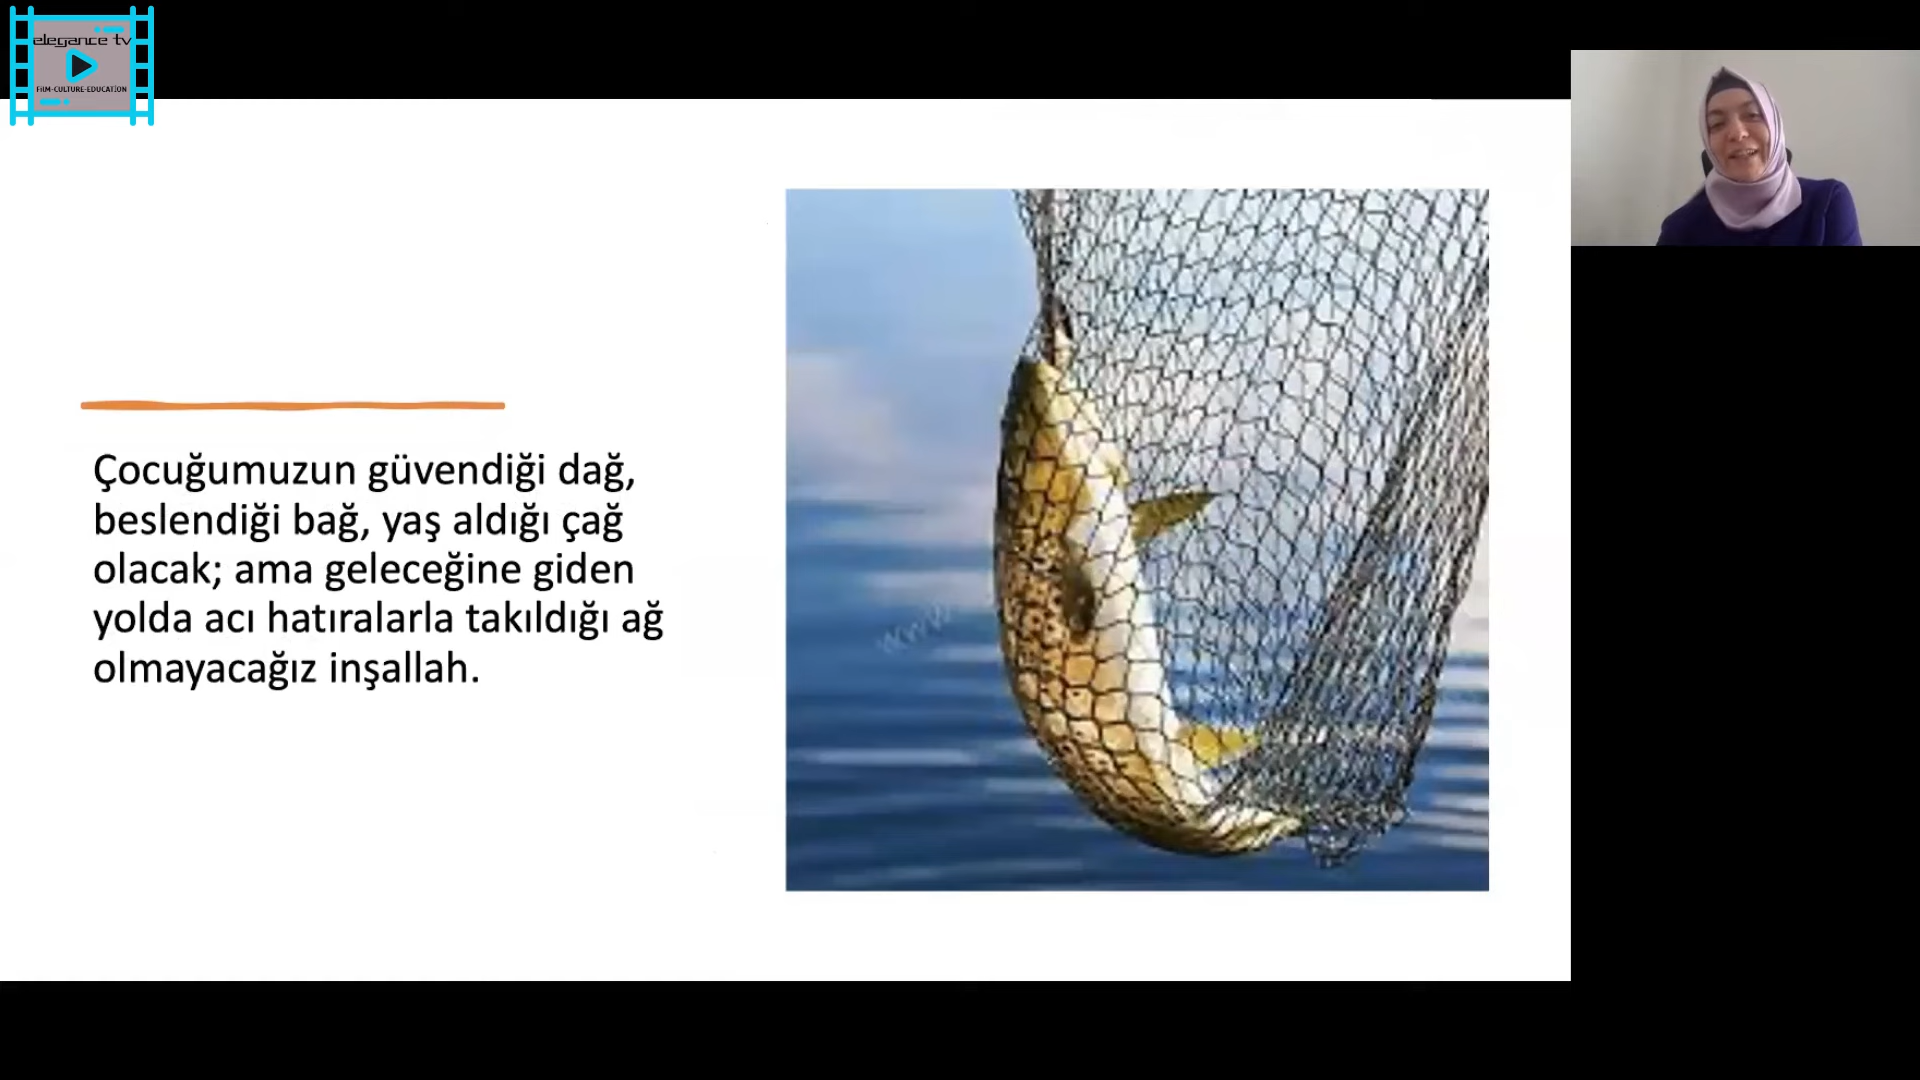 elegance tv
FILM-CULTURE-EDUCATION
Çocuğumuzun güvendiği dağ,
beslendiği bağ, yaş aldığı çağ
olacak; ama geleceğine giden
yolda acı hatıralarla takıldığı ağ
olmayacağız inşallah.